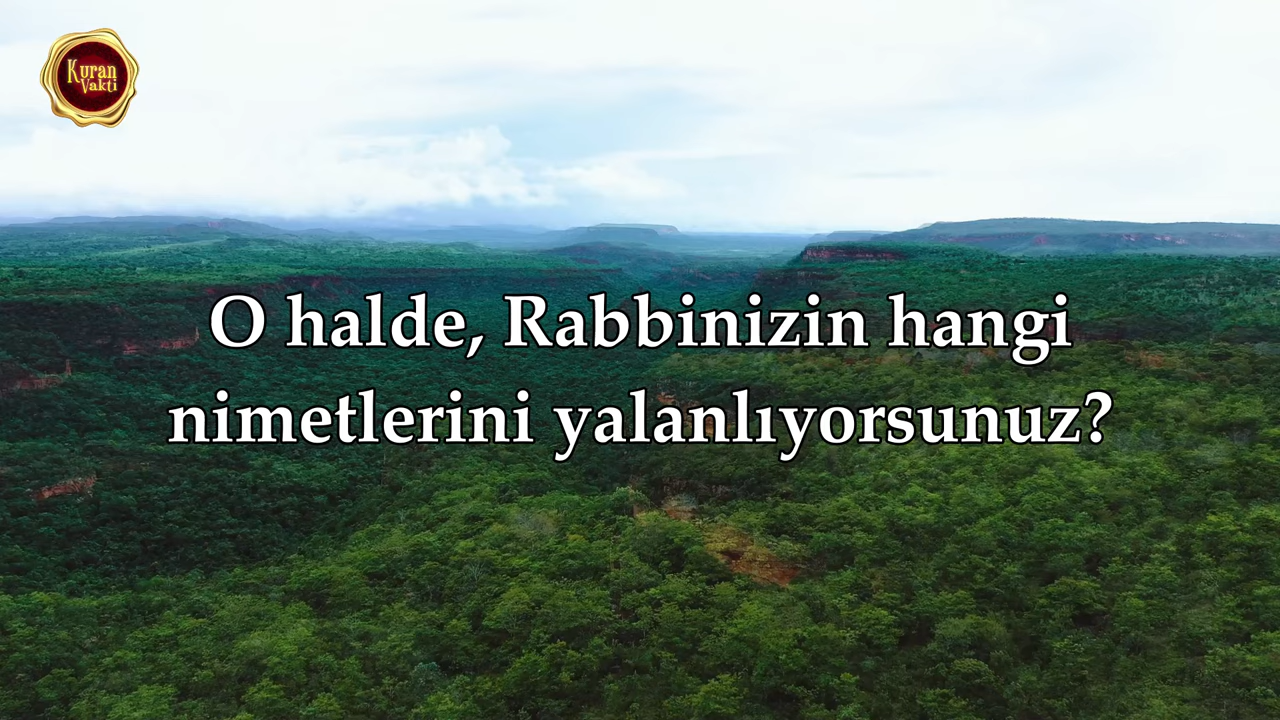 Kuran
Vakti
O halde, Rabbinizin hangi
nimetlerini yalanlıyorsunuz?